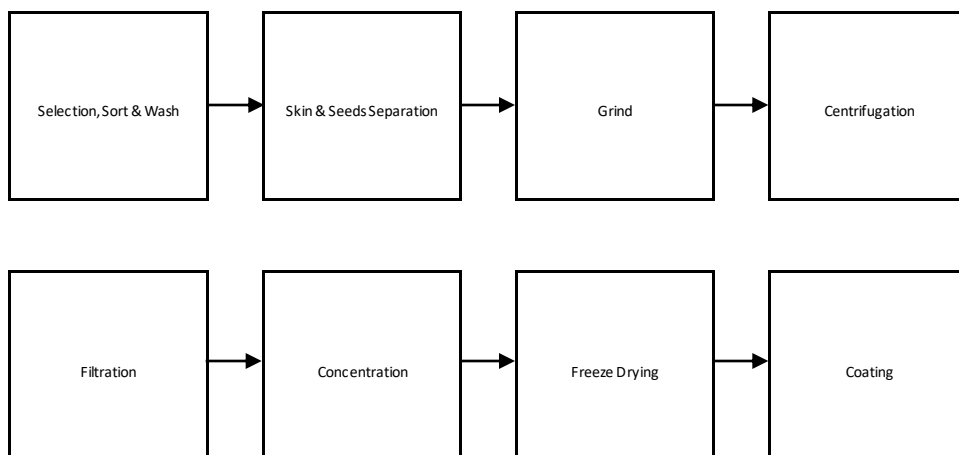 Selection, Sort & Wash
Skin & Seeds Separation
Grind
Centrifugation
Filtration
Concentration
Freeze Drying
Coating